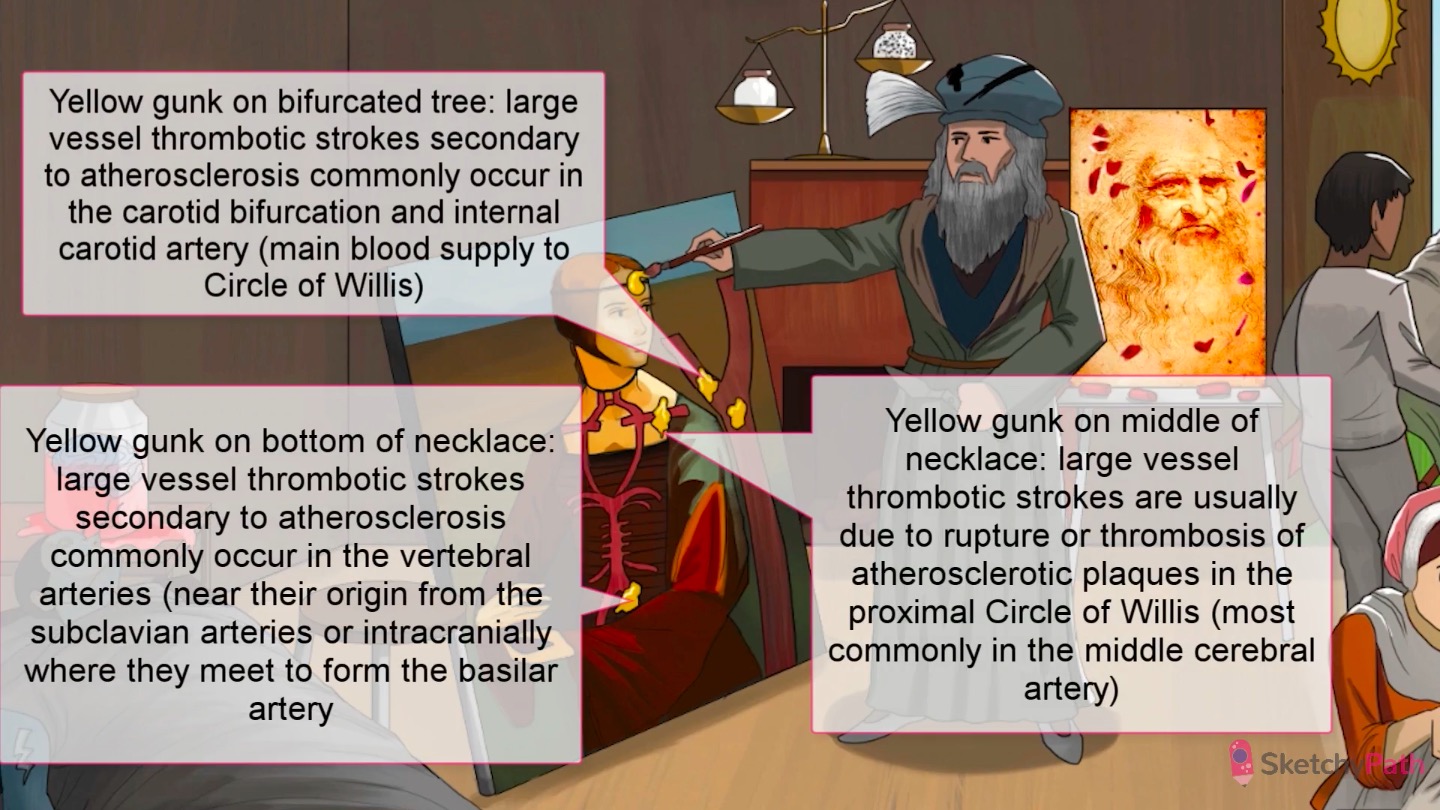 Yellow gunk on bifurcated tree: large
vessel thrombotic strokes secondary
to atherosclerosis commonly occur in
the carotid bifurcation and internal
carotid artery (main blood supply to
Circle of Willis)
Yellow gunk on bottom of necklace:
large vessel thrombotic strokes
secondary to atherosclerosis
commonly occur in the vertebral
arteries (near their origin from the
subclavian arteries or intracranially
where they meet to form the basilar
artery
Yellow gunk on middle of
necklace: large vessel
thrombotic strokes are usually
due to rupture or thrombosis of
atherosclerotic plaques in the
proximal Circle of Willis (most
commonly in the middle cerebral
artery)
SketchyPath